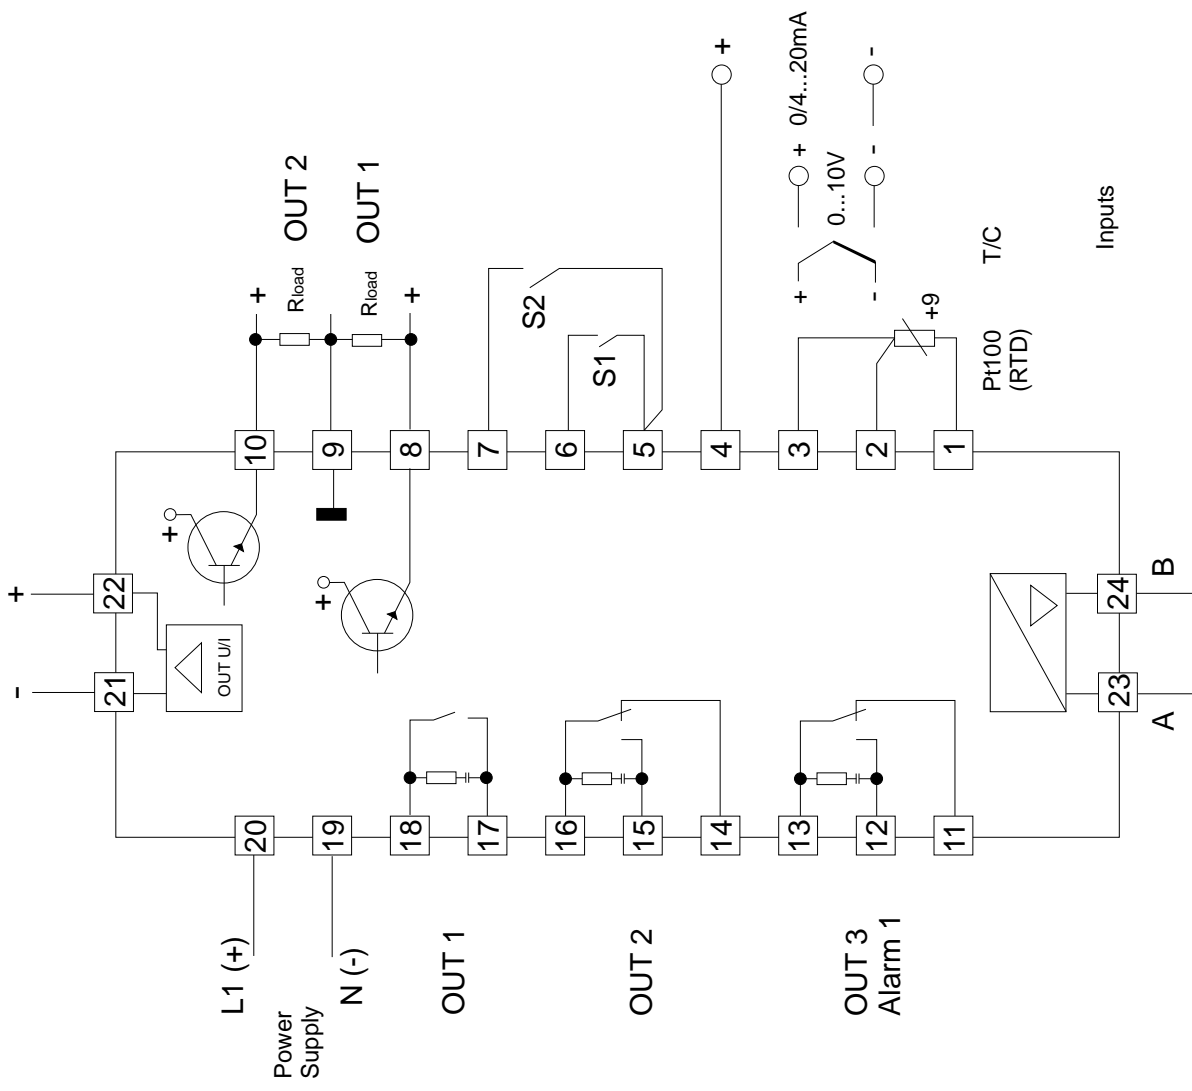 Power
Supply
L1 (+)
N (-)
OUT 3
Alarm 1
OUT 2
OUT 1
11
12
13
14
15
16
17
18
19
20
A
23
21
-
B
24
22
+
OUT U/I
+
+
1
2
3
4
5
6
7
8
9
10
S1
S2
+
+
Rload
Rload
OUT 1
OUT 2
+9
Pt100
(RTD)
+
-
T/C
0...10V
+
-
0/4...20mA
+
-
Inputs